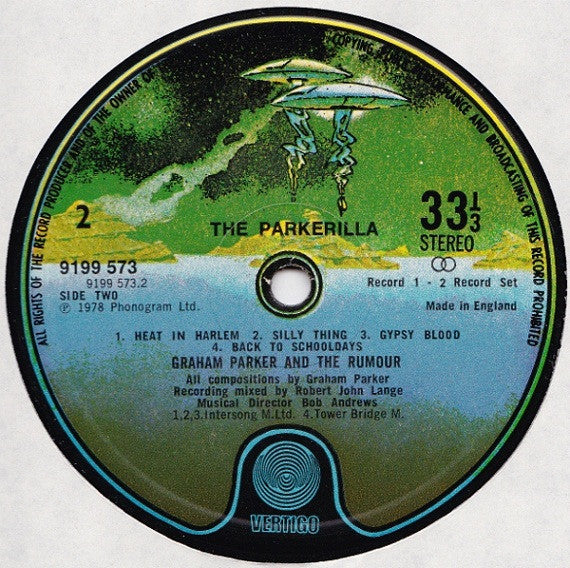 ALL RIGHTS OF THE RECORD PRODUCER AND OF THE OWNER OF
COPYING
AND BROADCASTING OF THIS RECORD PROHIBITED
2
THE PARKERILLA
33 1/3
STEREO
9199 573
9199 573.2
SIDE TWO
℗ 1978 Phonogram Ltd.
Record 1 - 2 Record Set
Made in England
1. HEAT IN HARLEM 2. SILLY THING 3. GYPSY BLOOD
4. BACK TO SCHOOLDAYS
GRAHAM PARKER AND THE RUMOUR
All compositions by Graham Parker
Recording mixed by Robert John Lange
Musical Director Bob Andrews
1,2,3.Intersong M.Ltd. 4.Tower Bridge M.
VERTIGO